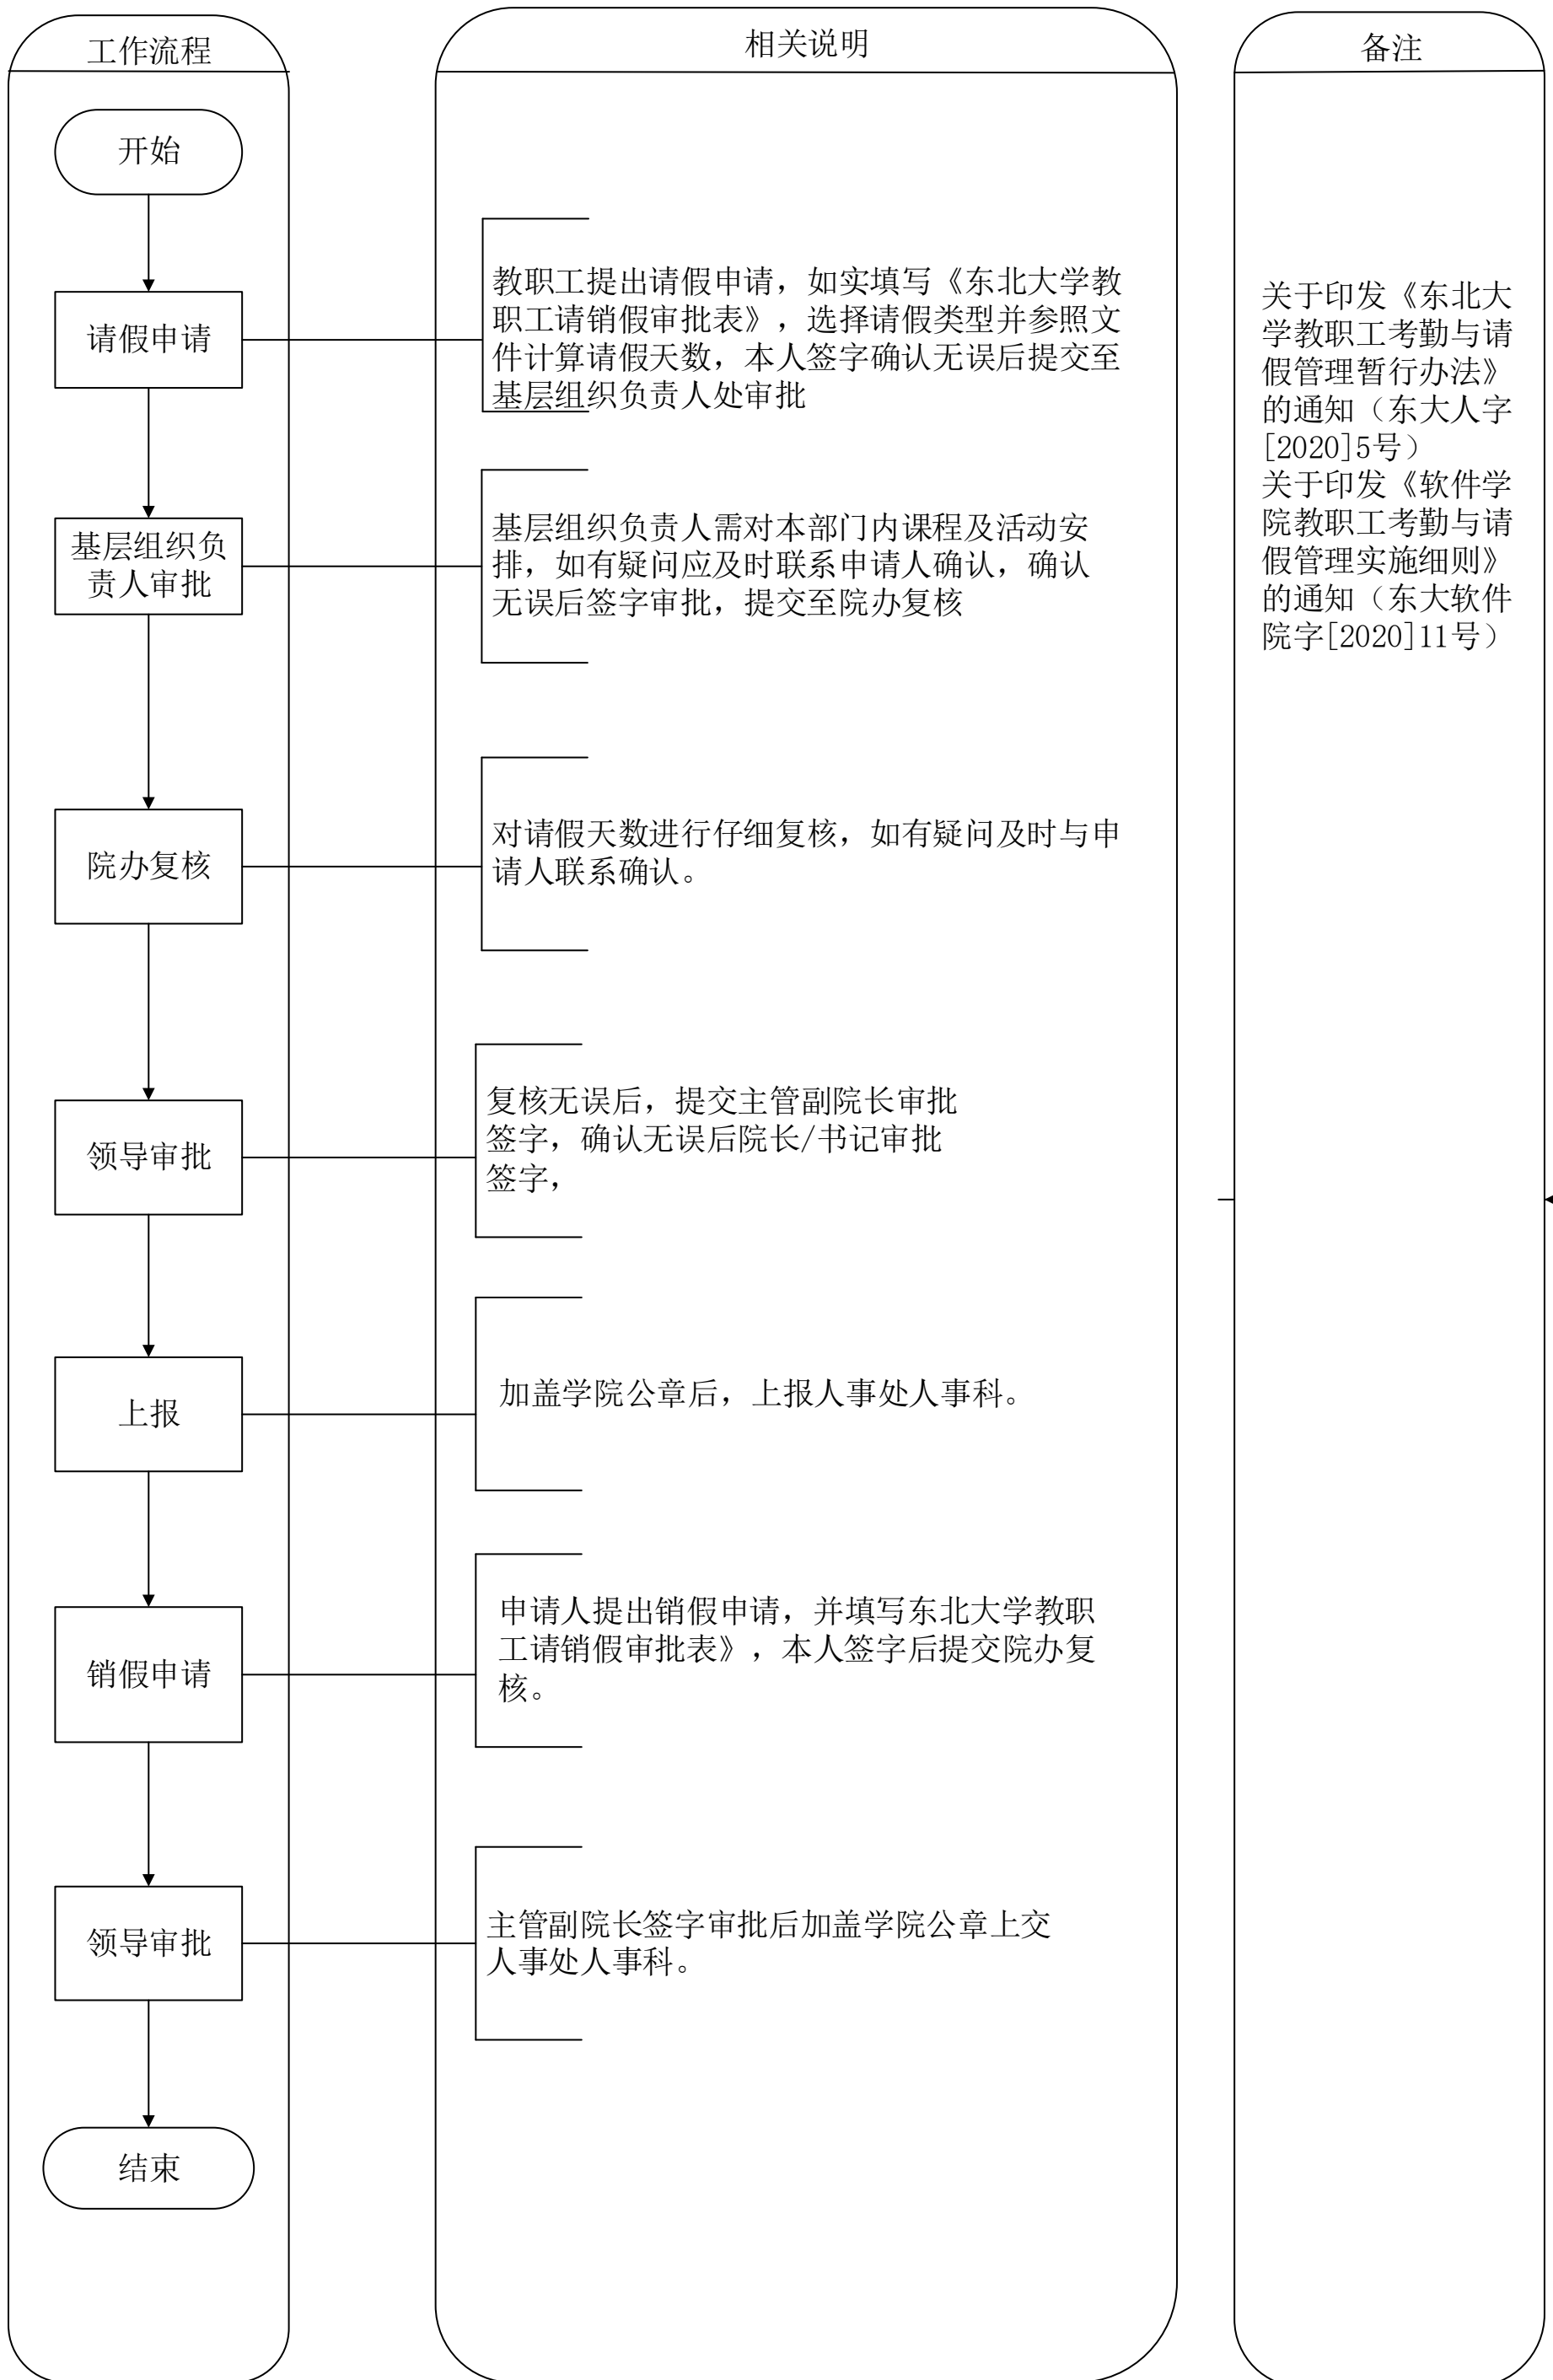 工作流程
相关说明
备注
开始
请假申请
教职工提出请假申请，如实填写《东北大学教
职工请销假审批表》，选择请假类型并参照文
件计算请假天数，本人签字确认无误后提交至
基层组织负责人处审批
关于印发《东北大
学教职工考勤与请
假管理暂行办法》
的通知（东大人字
[2020]5号）
关于印发《软件学
院教职工考勤与请
假管理实施细则》
的通知（东大软件
院字[2020]11号）
基层组织负
责人审批
基层组织负责人需对本部门内课程及活动安
排，如有疑问应及时联系申请人确认，确认
无误后签字审批，提交至院办复核
院办复核
对请假天数进行仔细复核，如有疑问及时与申
请人联系确认。
领导审批
复核无误后，提交主管副院长审批
签字，确认无误后院长/书记审批
签字，
上报
加盖学院公章后，上报人事处人事科。
销假申请
申请人提出销假申请，并填写东北大学教职
工请销假审批表》，本人签字后提交院办复
核。
领导审批
主管副院长签字审批后加盖学院公章上交
人事处人事科。
结束